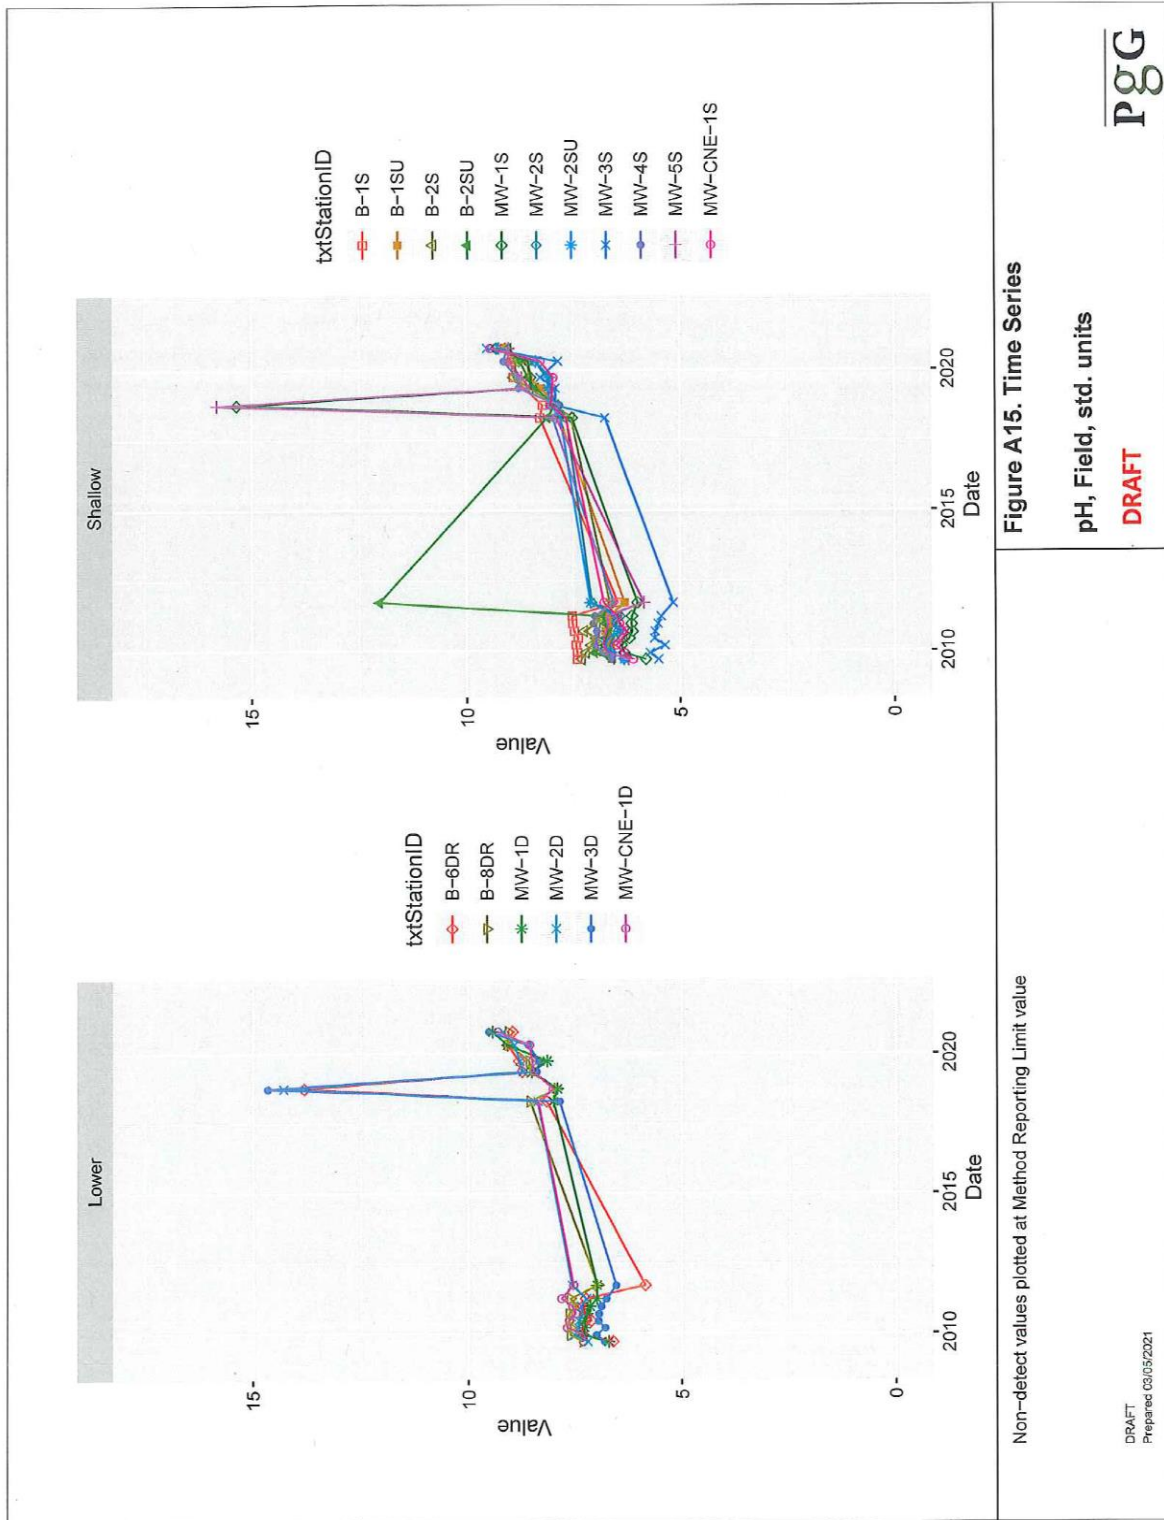 Lower
Value
15
10
5
0
2010
2015
2020
Date
txtStationID
B-6DR
B-8DR
MW-1D
MW-2D
MW-3D
MW-CNE-1D
Shallow
Value
15
10
5
0
2010
2015
2020
Date
txtStationID
B-1S
B-1SU
B-2S
B-2SU
MW-1S
MW-2S
MW-2SU
MW-3S
MW-4S
MW-5S
MW-CNE-1S
Non-detect values plotted at Method Reporting Limit value
DRAFT
Prepared 03/05/2021
Figure A15. Time Series
pH, Field, std. units
DRAFT
PgG